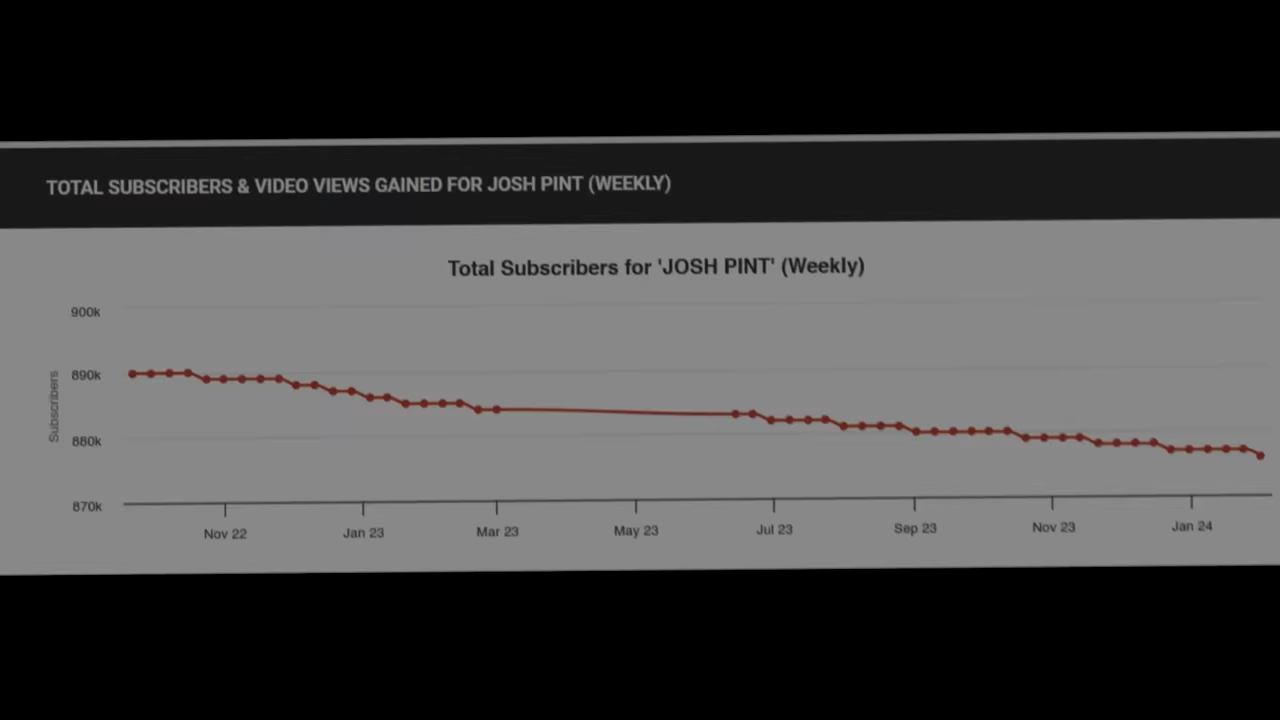 TOTAL SUBSCRIBERS & VIDEO VIEWS GAINED FOR JOSH PINT (WEEKLY)
Total Subscribers for 'JOSH PINT' (Weekly)
900k
890k
880k
870k
Subscribers
Nov 22 Jan 23 Mar 23 May 23 Jul 23 Sep 23 Nov 23 Jan 24